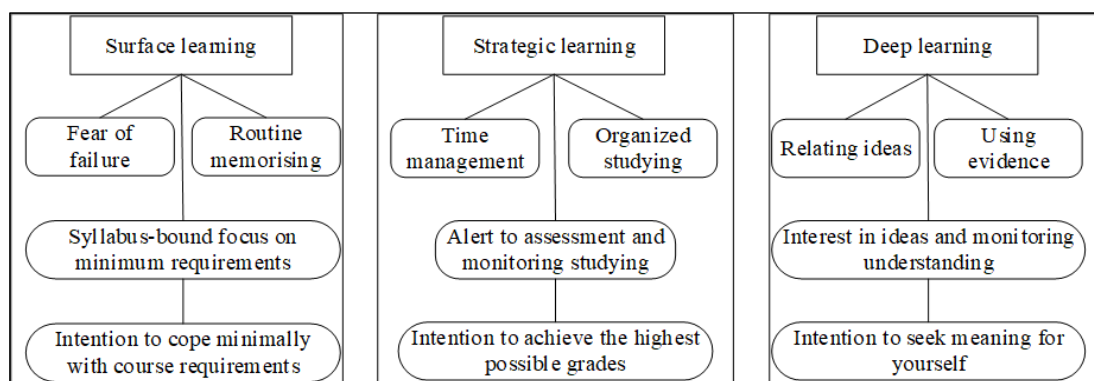 Surface learning
Fear of
failure
Routine
memorising
Syllabus-bound focus on
minimum requirements
Intention to cope minimally
with course requirements
Strategic learning
Time
management
Organized
studying
Alert to assessment and
monitoring studying
Intention to achieve the highest
possible grades
Deep learning
Relating ideas
Using
evidence
Interest in ideas and monitoring
understanding
Intention to seek meaning for
yourself